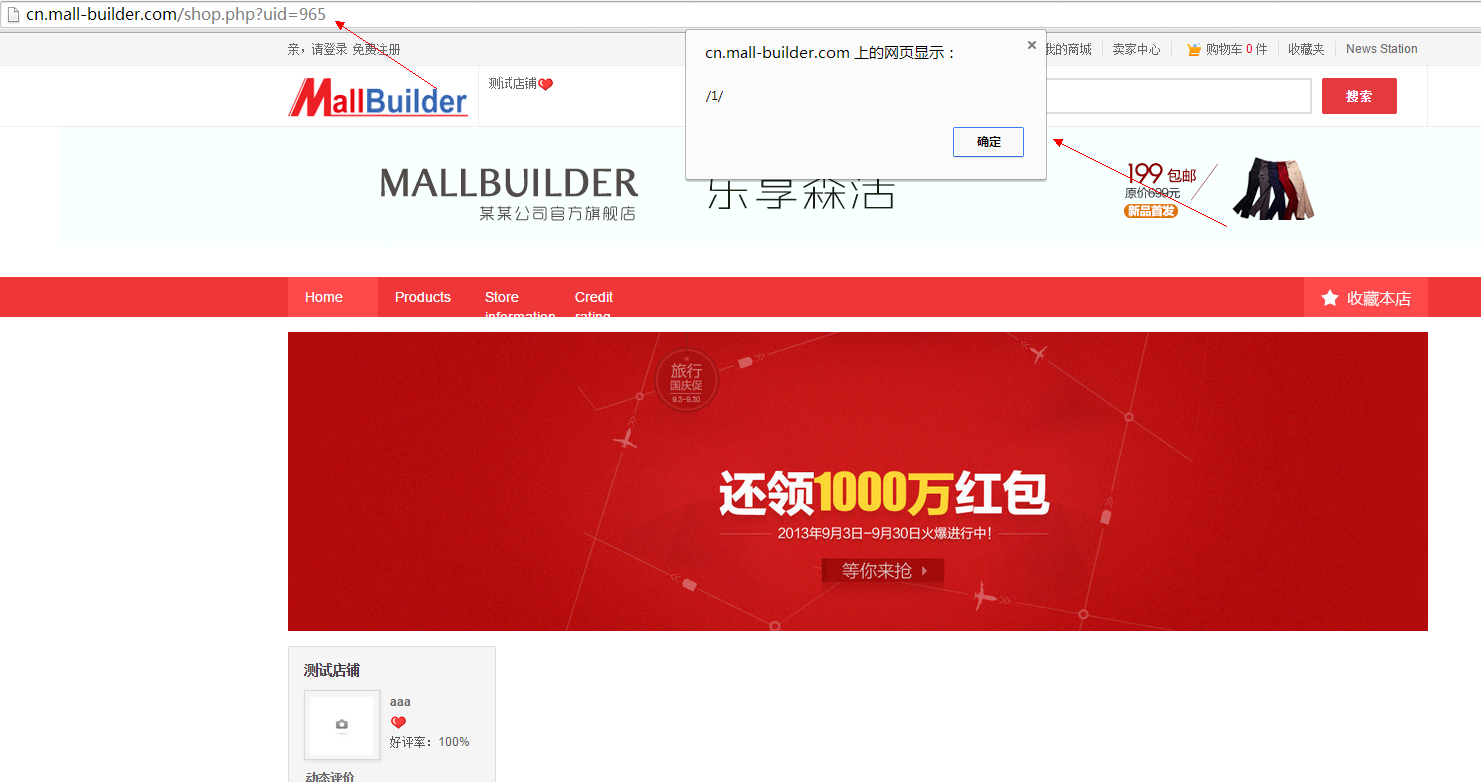 cn.mall-builder.com/shop.php?uid=965
亲，请登录 免费注册
我的商城 卖家中心 购物车 0 件 收藏夹 News Station
cn.mall-builder.com 上的网页显示：
/1/
确定
MallBuilder
测试店铺
搜索
MALLBUILDER
某某公司官方旗舰店
乐享森活
199 包邮
原价699元
新品首发
Home Products Store information Credit rating
收藏本店
旅行
国庆促
9.3-9.30
还领1000万红包
2013年9月3日-9月30日火爆进行中!
等你来抢
测试店铺
aaa
好评率：100%
动态评价